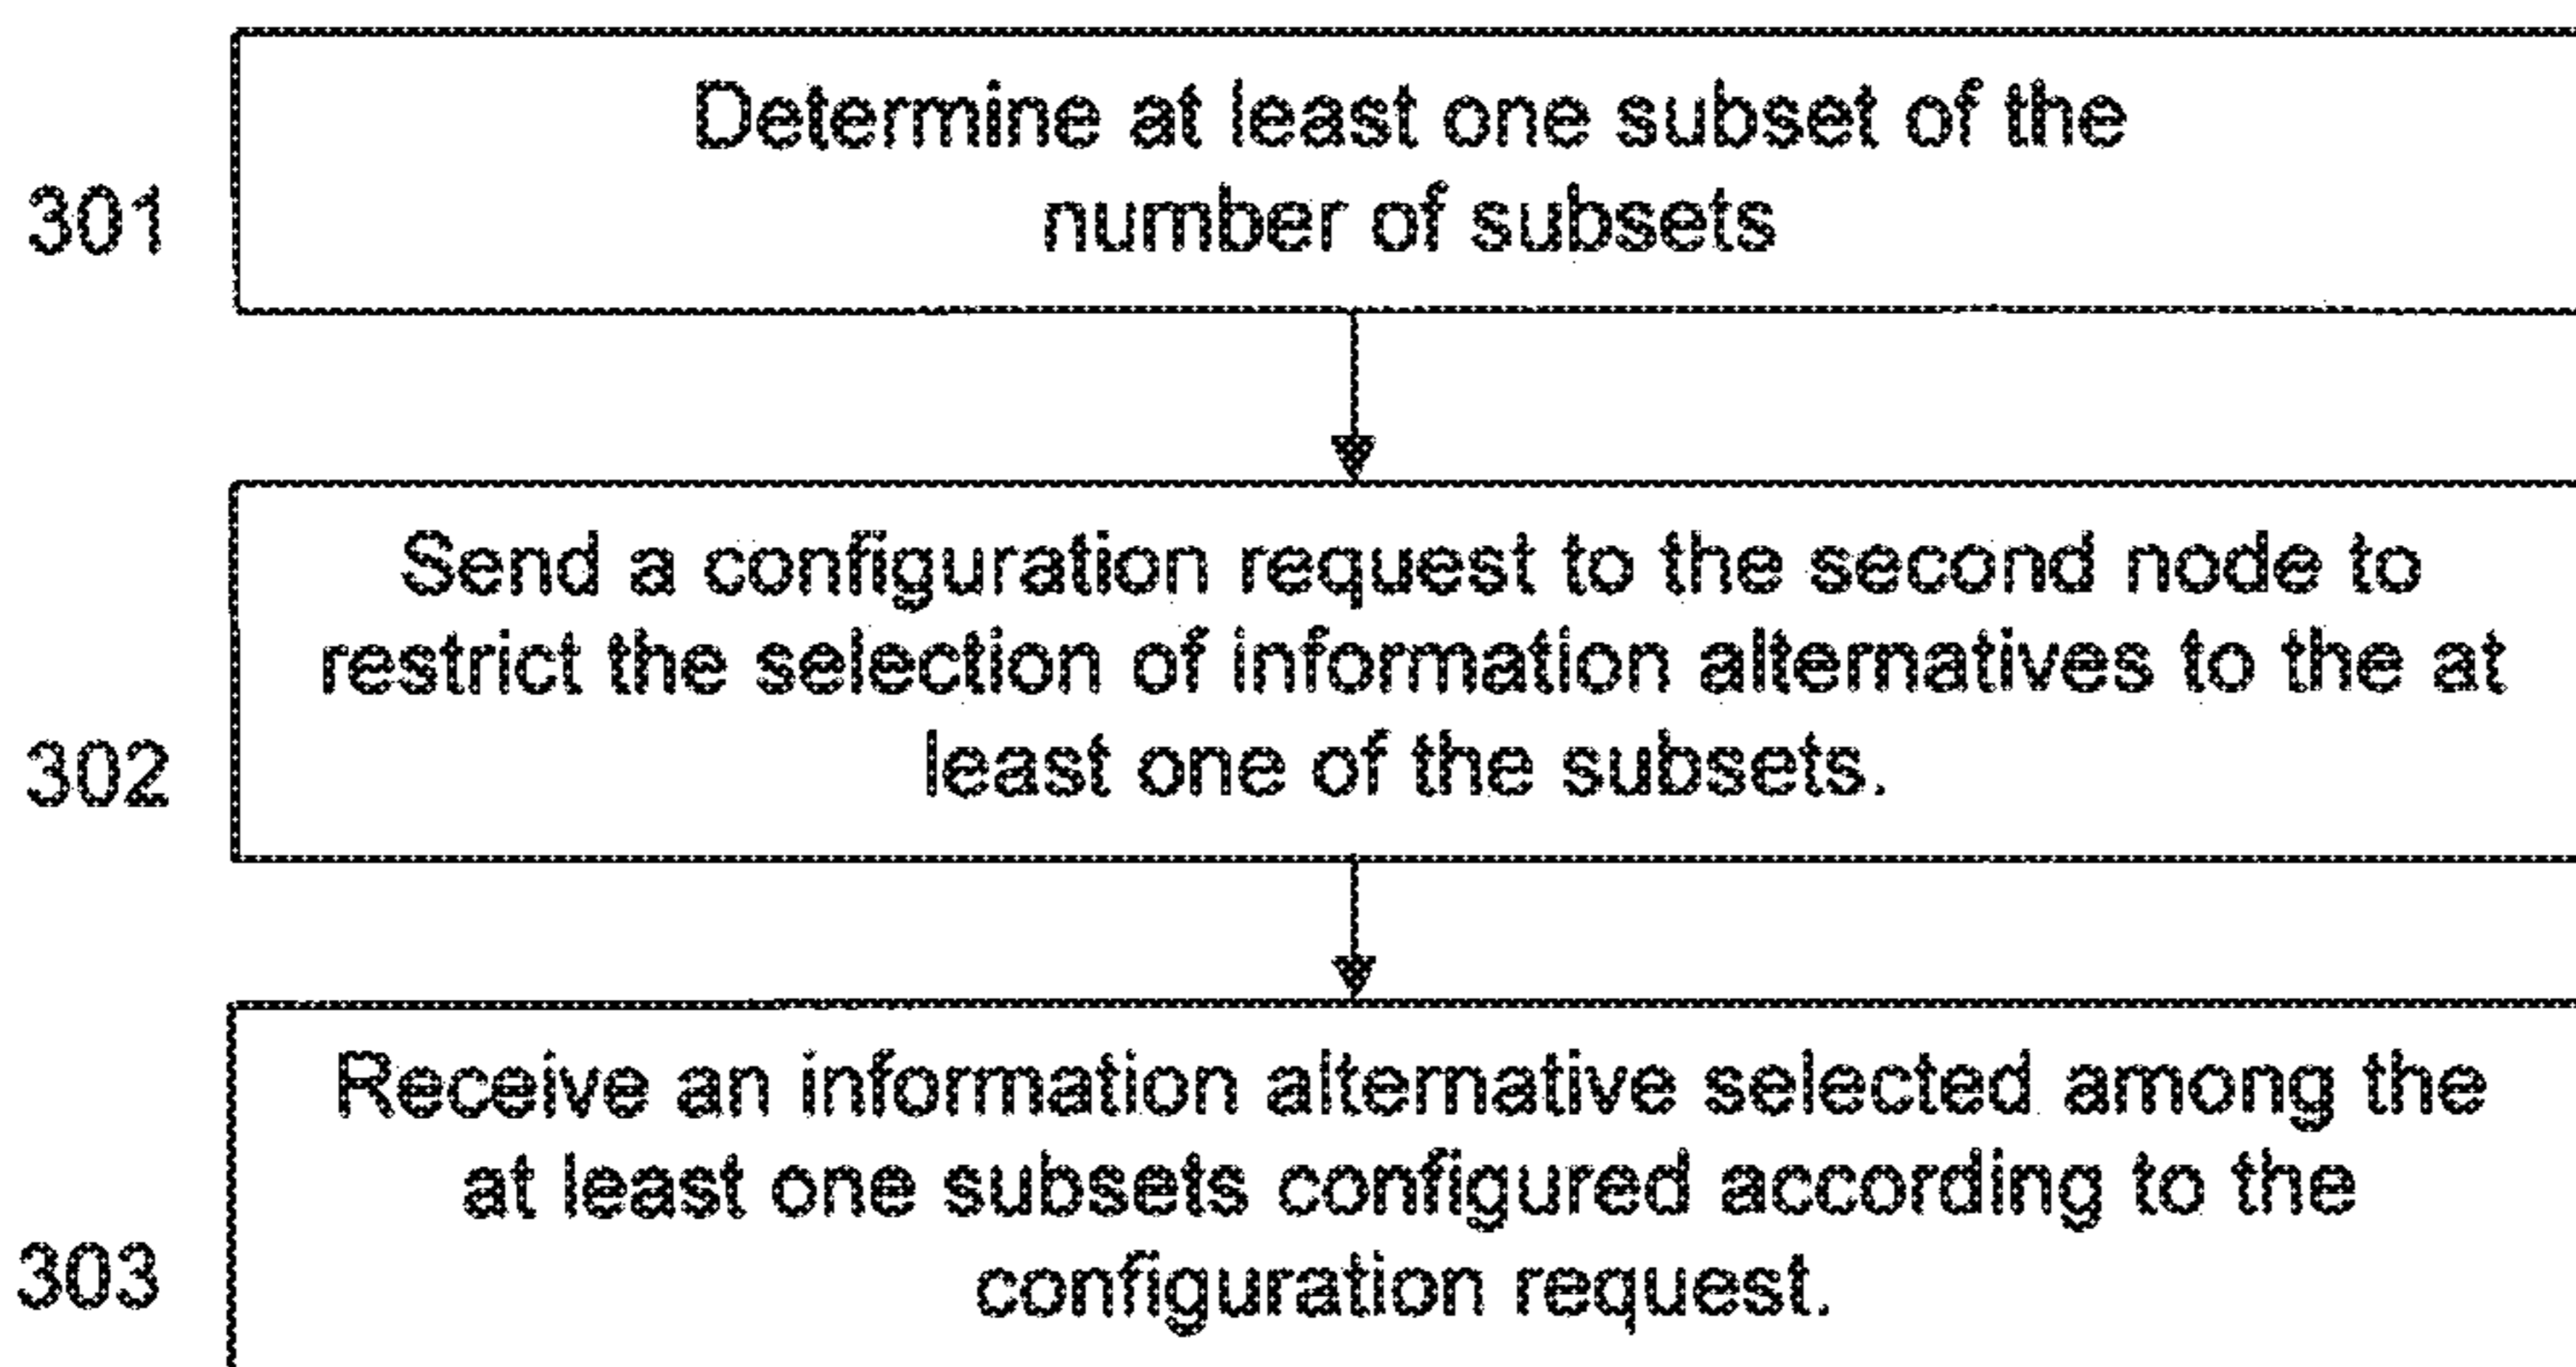 Determine at least one subset of the
301
number of subsets
Send a configuration request to the second node to
restrict the selection of information alternatives to the at
302
least one of the subsets.
Receive an information alternative selected among the
at least one subsets configured according to the
303
configuration request.